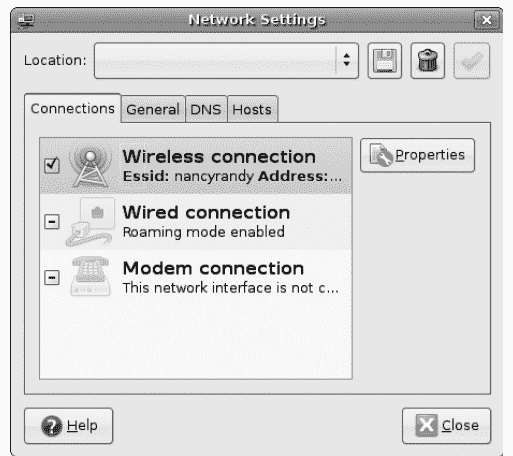 Network Settings
Location:
Connections General DNS Hosts
Wireless connection
Essid: nancyrandy Address:...
Properties
Wired connection
Roaming mode enabled
Modem connection
This network interface is not c...
Help
Close